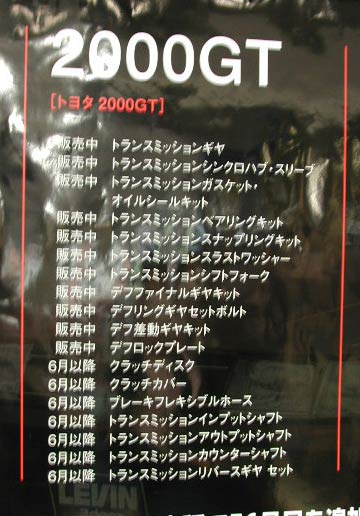 2000GT
[トヨタ 2000GT]
販売中 トランスミッションギヤ
販売中 トランスミッションシンクロハブ・スリーブ
販売中 トランスミッションガスケット・
オイルシールキット
販売中 トランスミッションベアリングキット
販売中 トランスミッションスナップリングキット
販売中 トランスミッションスラストワッシャー
販売中 トランスミッションシフトフォーク
販売中 デフファイナルギヤキット
販売中 デフリングギヤセットボルト
販売中 デフ差動ギヤキット
販売中 デフロックプレート
6月以降 クラッチディスク
6月以降 クラッチカバー
6月以降 ブレーキフレキシブルホース
6月以降 トランスミッションインプットシャフト
6月以降 トランスミッションアウトプットシャフト
6月以降 トランスミッションカウンターシャフト
6月以降 トランスミッションリバースギヤ セット
LEVIN